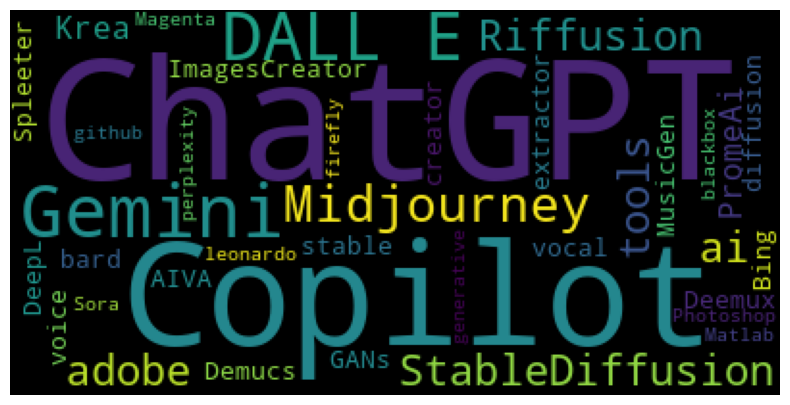 Krea
Magenta
DALL E
Riffusion
Spleeter
ImagesCreator
ChatGPT
github
perplexity
firefly
creator
extractor
tools
MusicGen
blackbox
PromeAi
diffusion
Gemini
Midjourney
DeepL
bard
AIVA
leonardo
stable
generative
vocal
ai
Bing
Copilot
voice
Sora
Deemux
Photoshop
Matlab
adobe
Demucs
GANs
StableDiffusion